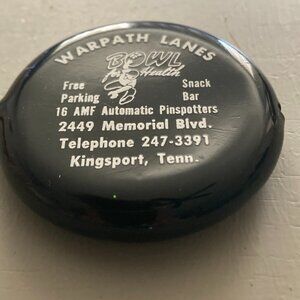 WARPATH LANES
BOWL
for Health
Free Parking
Snack Bar
16 AMF Automatic Pinspotters
2449 Memorial Blvd.
Telephone 247-3391
Kingsport, Tenn.